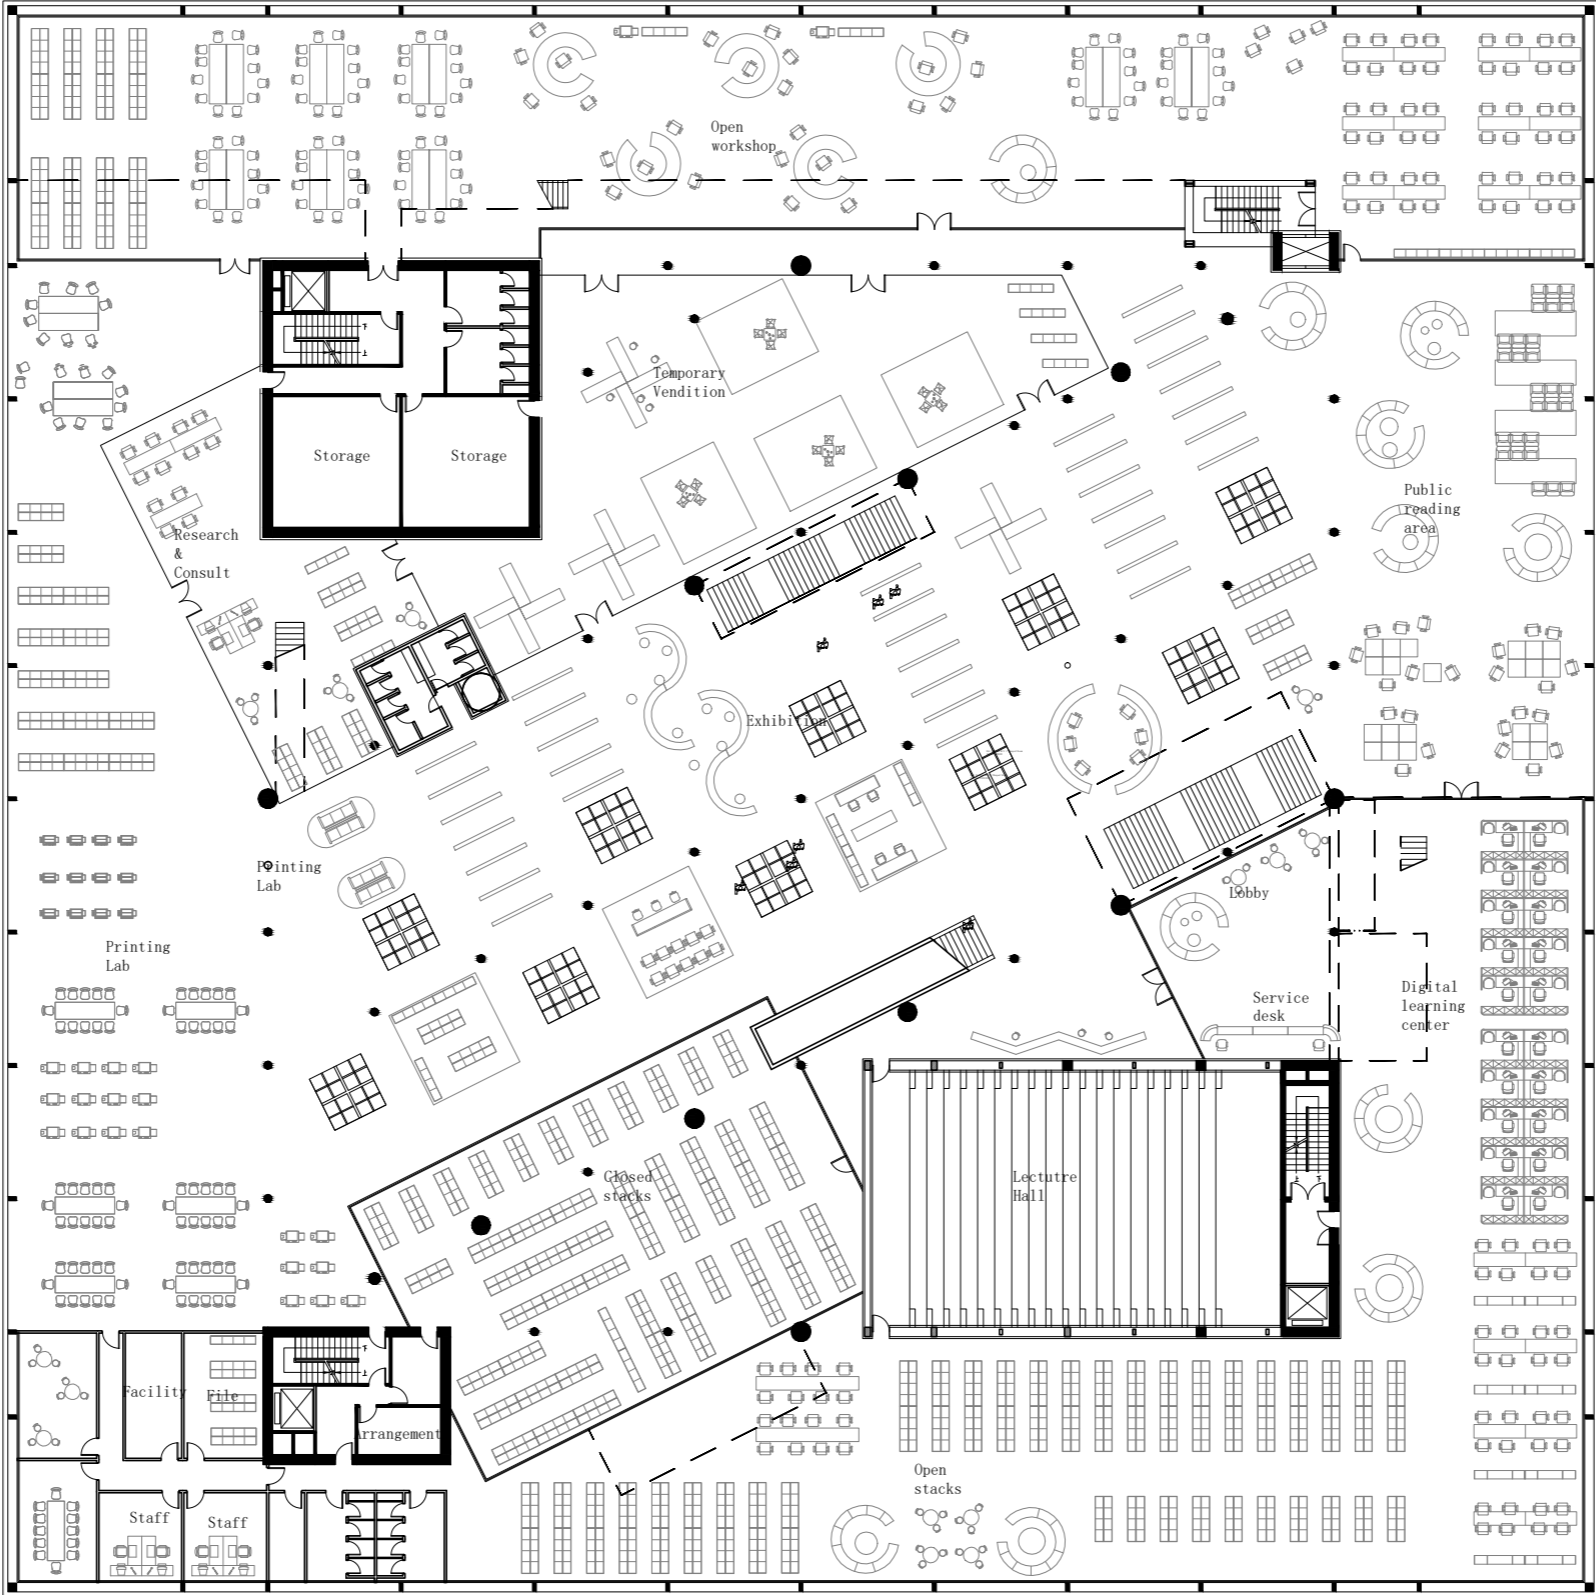 Open
workshop
Temporary
Vendition
Storage
Storage
Public
reading
area
Research
&
Consult
Exhibition
Printing
Lab
Lobby
Printing
Lab
Service
desk
Digital
learning
center
Closed
stacks
Lectutre
Hall
Facility
File
Arrangement
Open
stacks
Staff
Staff